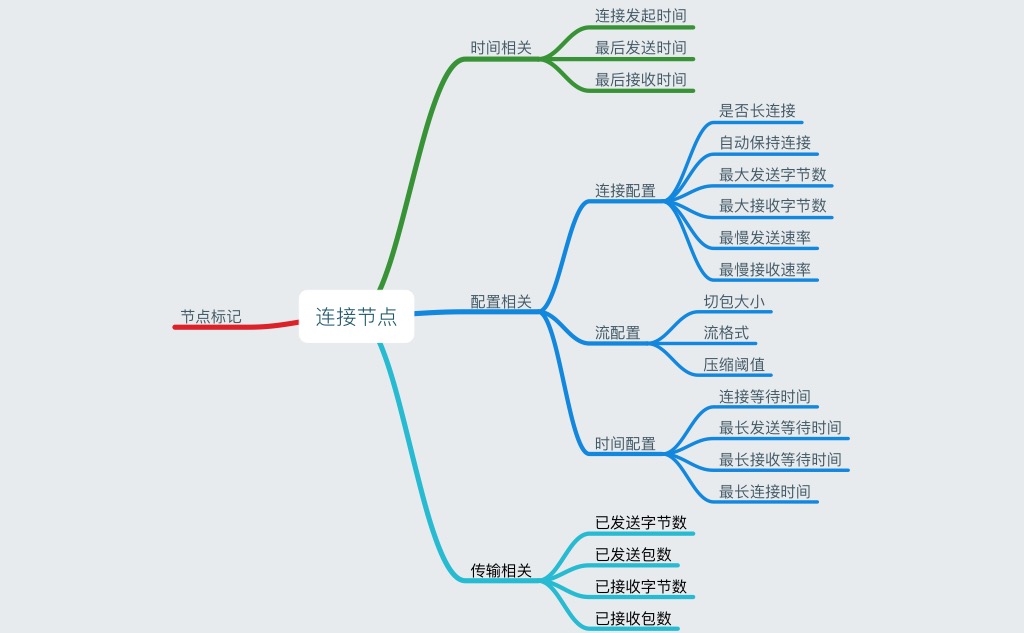 连接发起时间
时间相关
最后发送时间
最后接收时间
是否长连接
自动保持连接
最大发送字节数
连接配置
最大接收字节数
最慢发送速率
最慢接收速率
配置相关
切包大小
节点标记
连接节点
流配置
流格式
压缩阈值
连接等待时间
最长发送等待时间
时间配置
最长接收等待时间
最长连接时间
已发送字节数
已发送包数
传输相关
已接收字节数
已接收包数